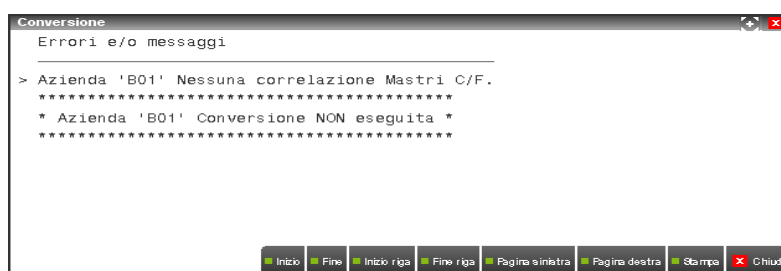 Conversione
Errori e/o messaggi
> Azienda 'B01' Nessuna correlazione Mastri C/F.
******************************************
* Azienda 'B01' Conversione NON eseguita *
******************************************
Inizio Fine Inizio riga Fine riga Pagina sinistra Pagina destra Stampa Chiud